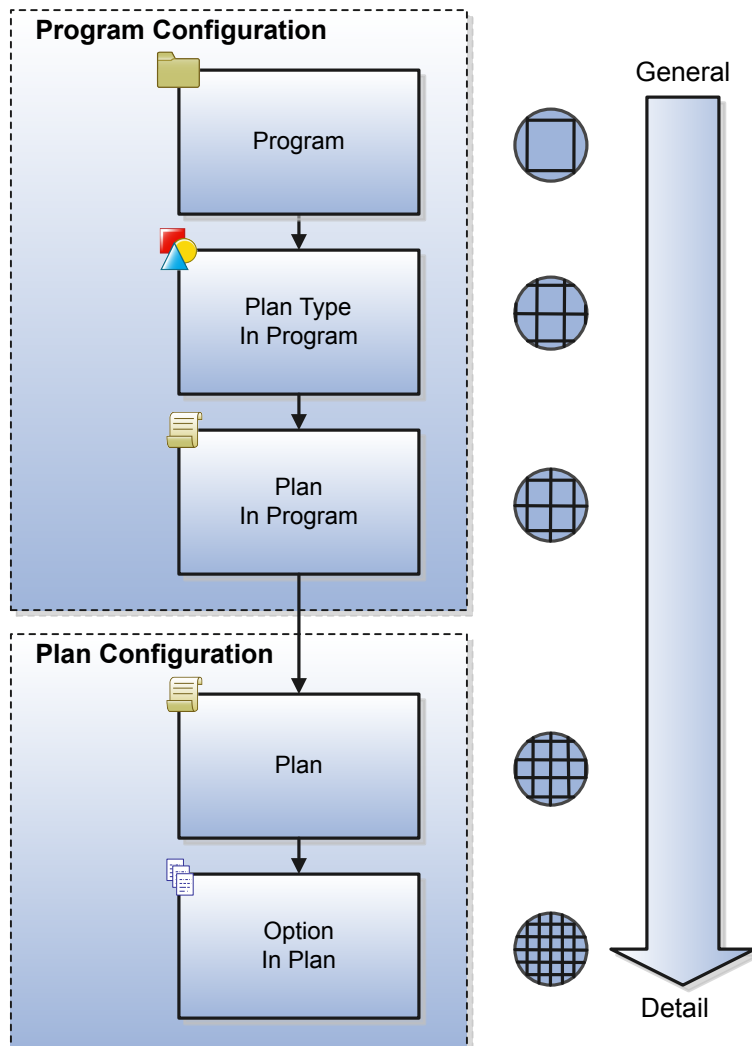 Program Configuration
General
Program
Plan Type
In Program
Plan
In Program
Plan Configuration
Plan
Option
In Plan
Detail